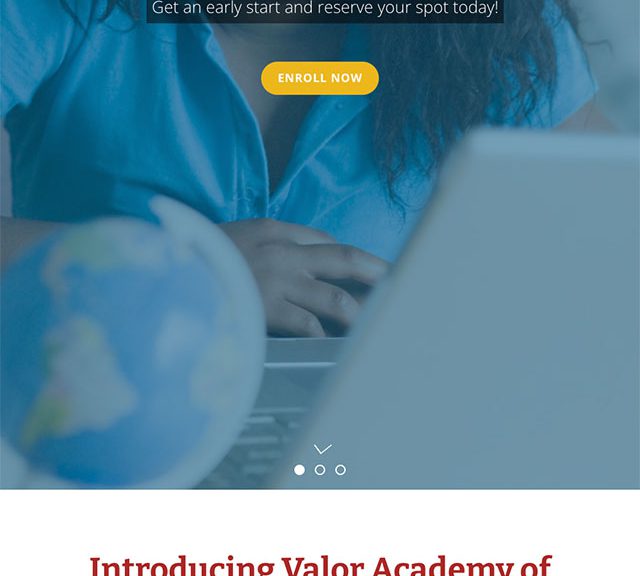 Get an early start and reserve your spot today!
ENROLL NOW
Introducing Valor Academy of